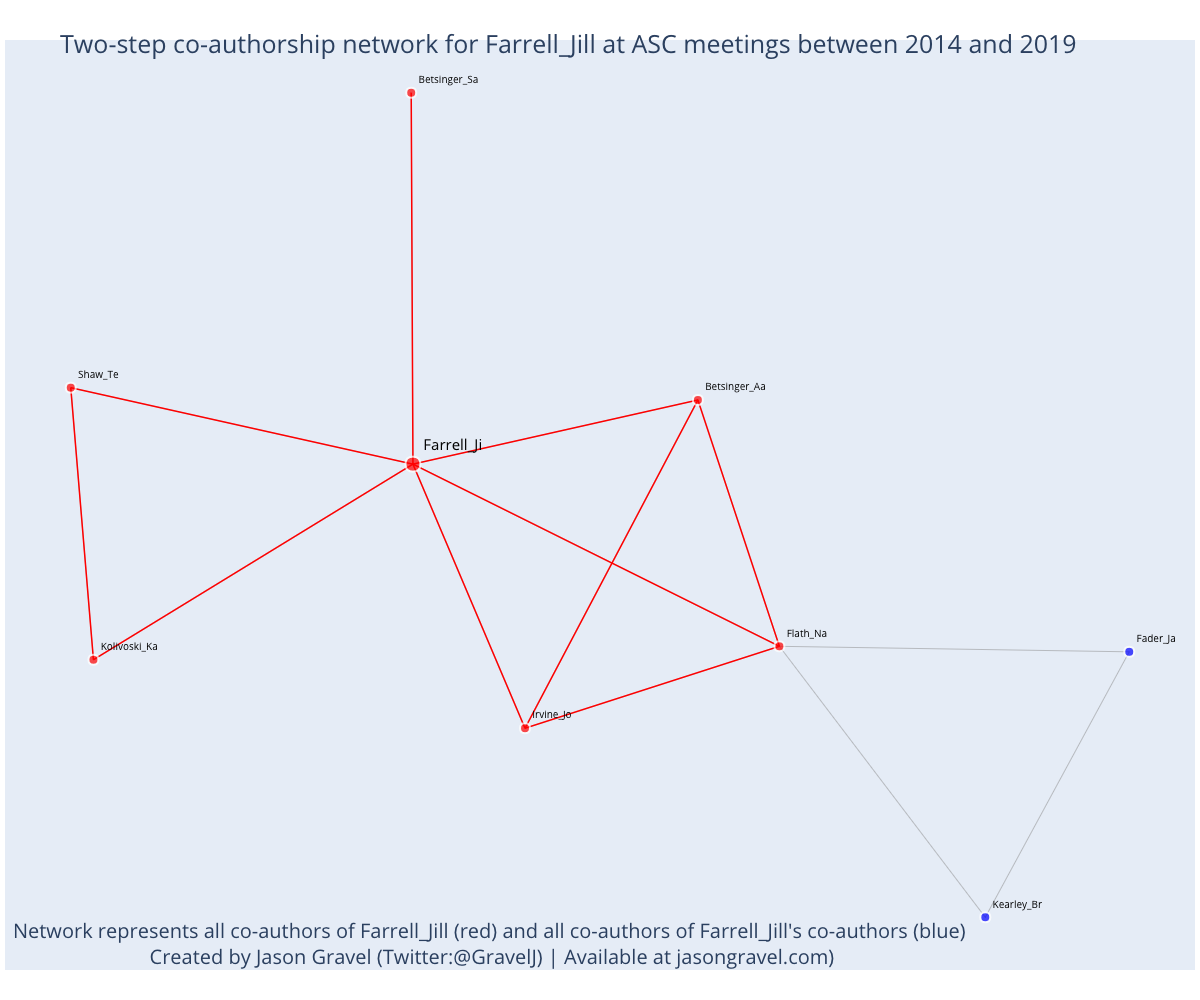 Two-step co-authorship network for Farrell_Jill at ASC meetings between 2014 and 2019
Betsinger_Sa
Shaw_Te
Betsinger_Aa
Farrell_Ji
Flath_Na
Fader_Ja
Kolivoski_Ka
Irvine_Jo
Kearley_Br
Network represents all co-authors of Farrell_Jill (red) and all co-authors of Farrell_Jill's co-authors (blue)
Created by Jason Gravel (Twitter:@GravelJ) | Available at jasongravel.com)